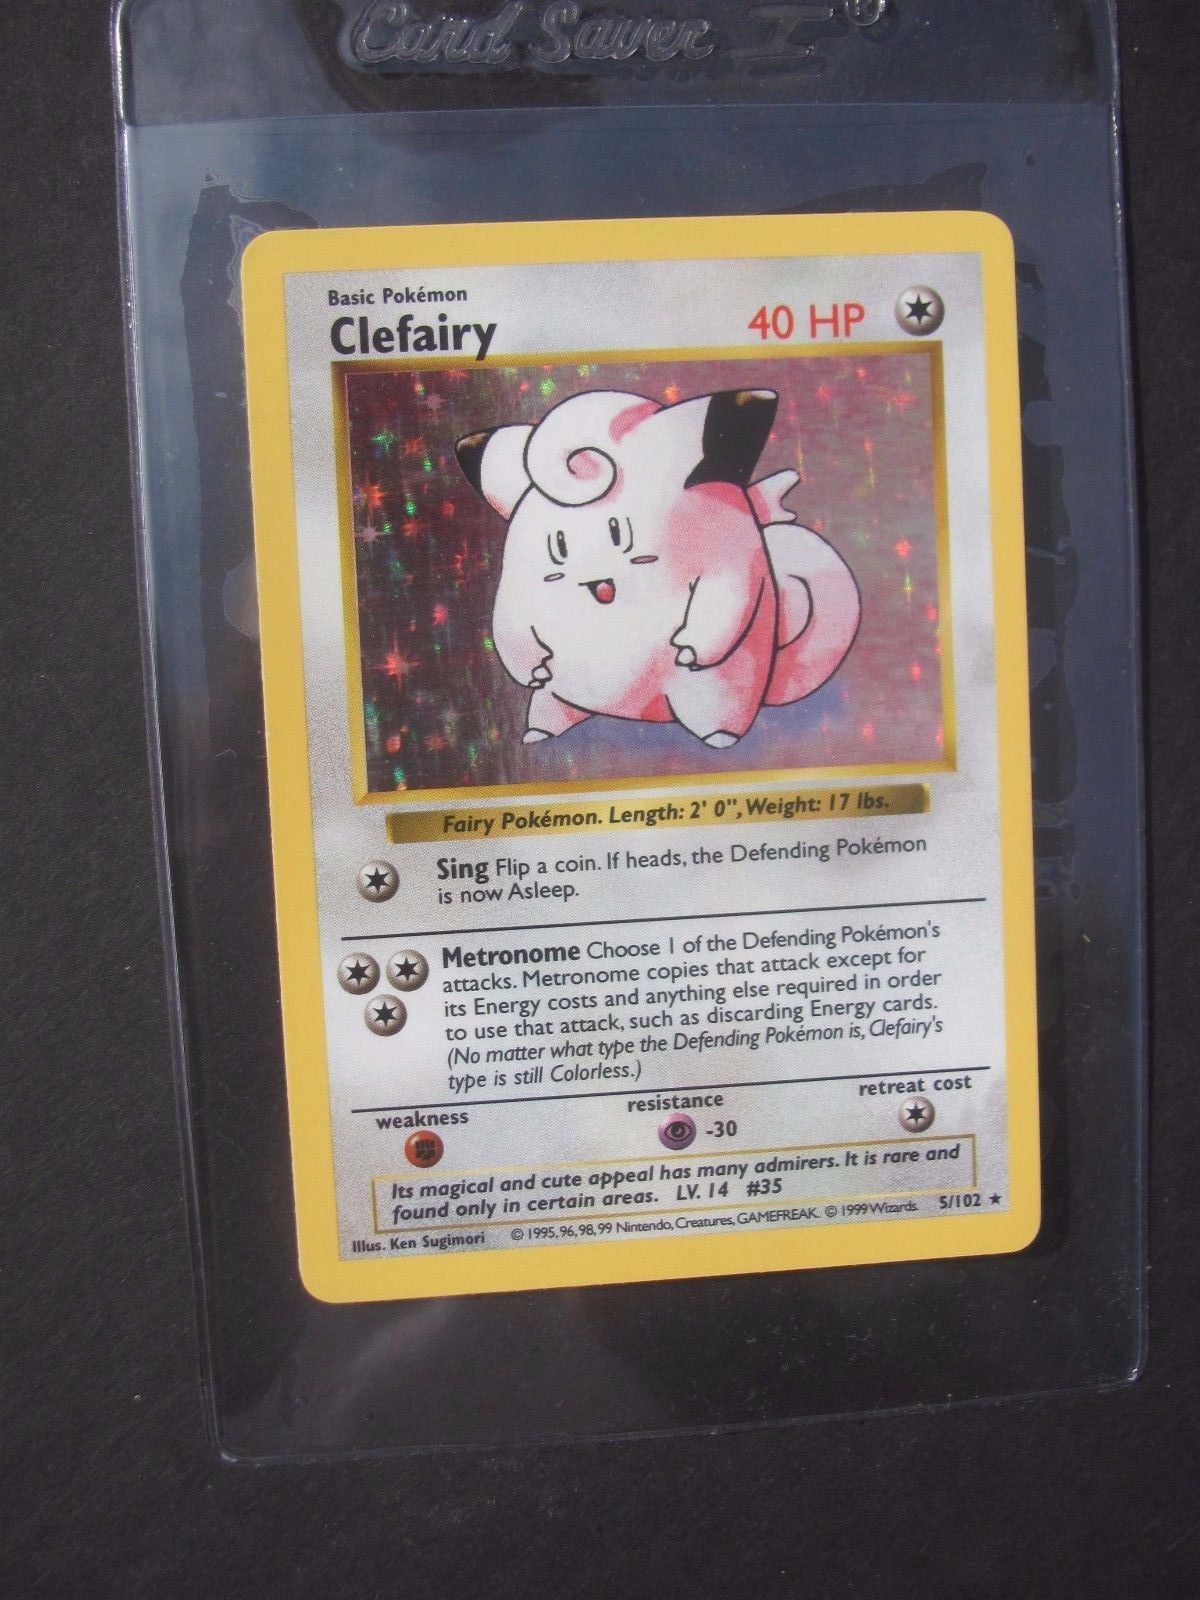 Card Saver I®
Basic Pokémon
Clefairy
40 HP
Fairy Pokémon. Length: 2' 0", Weight: 17 lbs.
Sing Flip a coin. If heads, the Defending Pokémon
is now Asleep.
Metronome Choose 1 of the Defending Pokémon's
attacks. Metronome copies that attack except for
its Energy costs and anything else required in order
to use that attack, such as discarding Energy cards.
(No matter what type the Defending Pokémon is, Clefairy's
type is still Colorless.)
weakness
resistance
retreat cost
-30
Its magical and cute appeal has many admirers. It is rare and
found only in certain areas. LV. 14 #35
Illus. Ken Sugimori
© 1995, 96, 98, 99 Nintendo, Creatures, GAMEFREAK. © 1999 Wizards.
5/102 ★